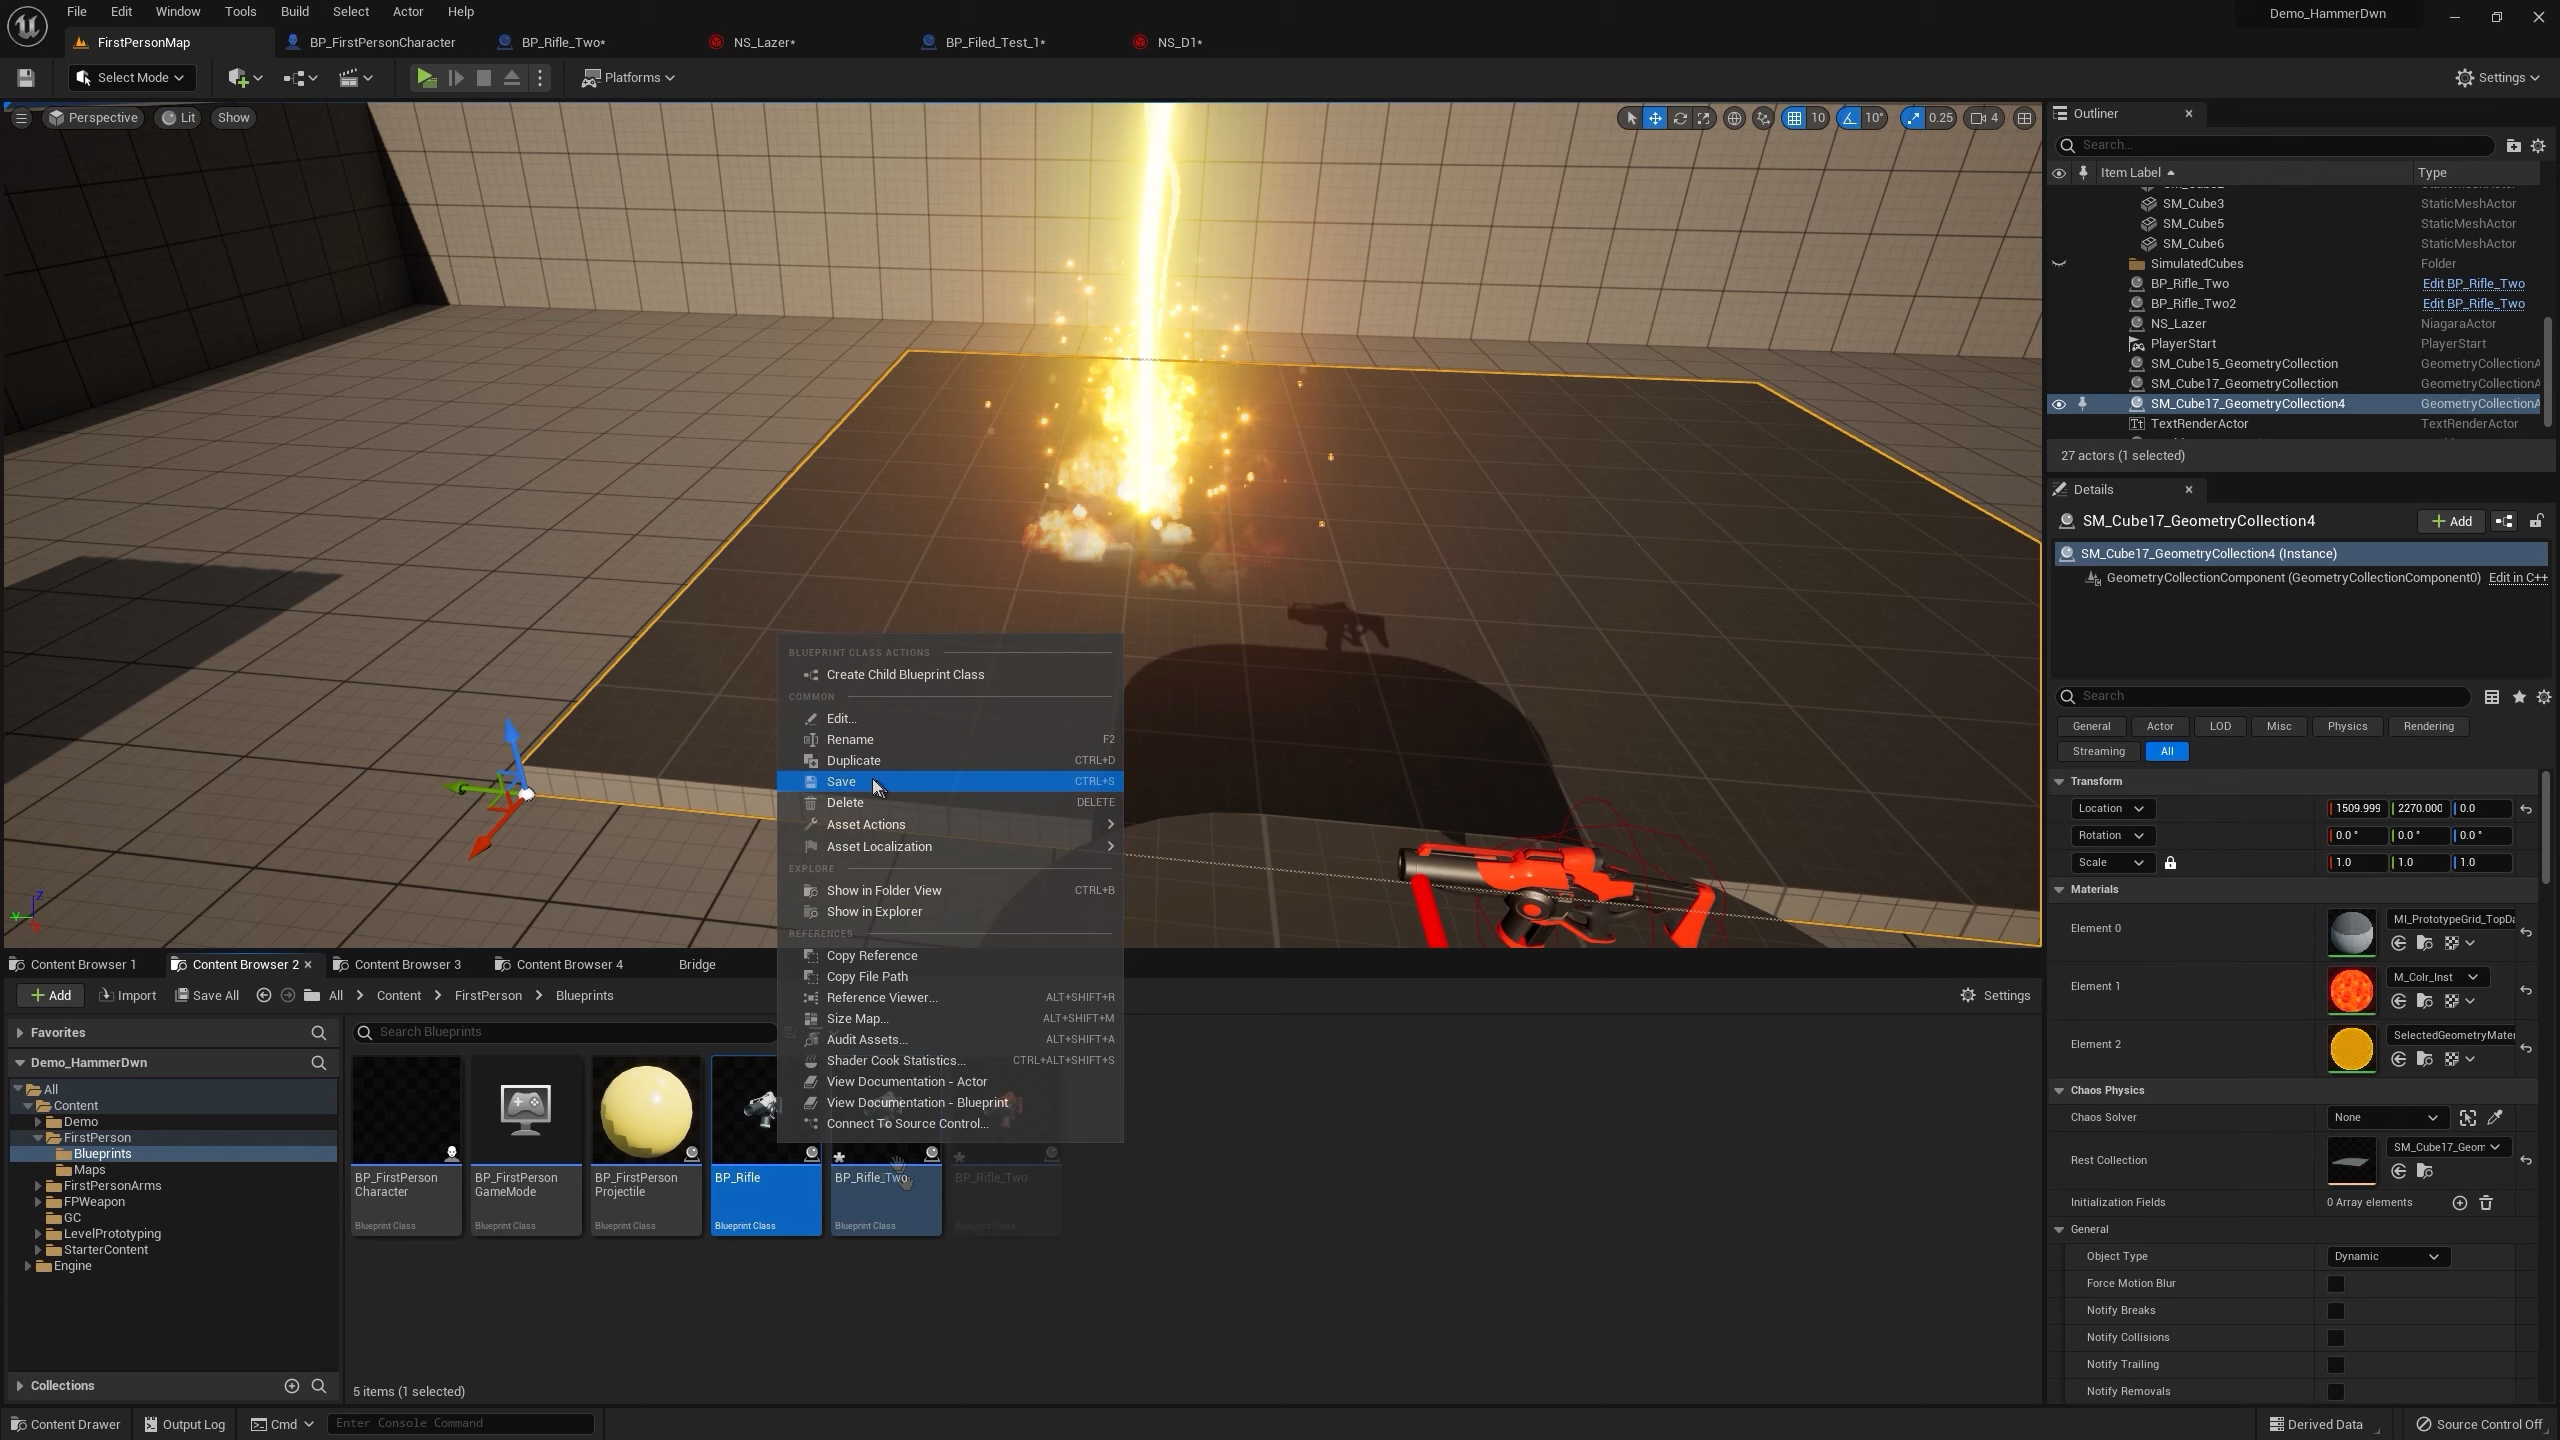 File Edit Window Tools Build Select Actor Help
Demo_HammerDwn
FirstPersonMap
BP_FirstPersonCharacter
BP_Rifle_Two*
NS_Lazer*
BP_Filed_Test_1*
NS_D1*
Select Mode
Platforms
Settings
Perspective
Lit
Show
10
10°
0.25
4
Outliner
Search...
Item Label
Type
SM_Cube3 StaticMeshActor
SM_Cube5 StaticMeshActor
SM_Cube6 StaticMeshActor
SimulatedCubes Folder
BP_Rifle_Two Edit BP_Rifle_Two
BP_Rifle_Two2 Edit BP_Rifle_Two
NS_Lazer NiagaraActor
PlayerStart PlayerStart
SM_Cube15_GeometryCollection GeometryCollectionA
SM_Cube17_GeometryCollection GeometryCollectionA
SM_Cube17_GeometryCollection4 GeometryCollectionA
TextRenderActor TextRenderActor
27 actors (1 selected)
Details
SM_Cube17_GeometryCollection4
Add
SM_Cube17_GeometryCollection4 (Instance)
GeometryCollectionComponent (GeometryCollectionComponent0) Edit in C++
Search
General Actor LOD Misc Physics Rendering
Streaming All
Transform
Location 1509.999 2270.000 0.0
Rotation 0.0 ° 0.0 ° 0.0 °
Scale 1.0 1.0 1.0
Materials
Element 0 MI_PrototypeGrid_TopDa
Element 1 M_Colr_Inst
Element 2 SelectedGeometryMater
Chaos Physics
Chaos Solver None
Rest Collection SM_Cube17_Geom
Initialization Fields 0 Array elements
General
Object Type Dynamic
Force Motion Blur
Notify Breaks
Notify Collisions
Notify Trailing
Notify Removals
BLUEPRINT CLASS ACTIONS
Create Child Blueprint Class
COMMON
Edit...
Rename F2
Duplicate CTRL+D
Save CTRL+S
Delete DELETE
Asset Actions
Asset Localization
EXPLORE
Show in Folder View CTRL+B
Show in Explorer
REFERENCES
Copy Reference
Copy File Path
Reference Viewer... ALT+SHIFT+R
Size Map... ALT+SHIFT+M
Audit Assets... ALT+SHIFT+A
Shader Cook Statistics... CTRL+ALT+SHIFT+S
View Documentation - Actor
View Documentation - Blueprint
Connect To Source Control...
Content Browser 1
Content Browser 2
Content Browser 3
Content Browser 4
Bridge
Add
Import
Save All
All
Content
FirstPerson
Blueprints
Settings
Favorites
Search Blueprints
Demo_HammerDwn
All
Content
Demo
FirstPerson
Blueprints
Maps
FirstPersonArms
FPWeapon
GC
LevelPrototyping
StarterContent
Engine
Collections
BP_FirstPerson
Character
Blueprint Class
BP_FirstPerson
GameMode
Blueprint Class
BP_FirstPerson
Projectile
Blueprint Class
BP_Rifle
Blueprint Class
BP_Rifle_Two
Blueprint Class
BP_Rifle_Two
Blueprint Class
5 items (1 selected)
Content Drawer
Output Log
Cmd
Enter Console Command
Derived Data
Source Control Off